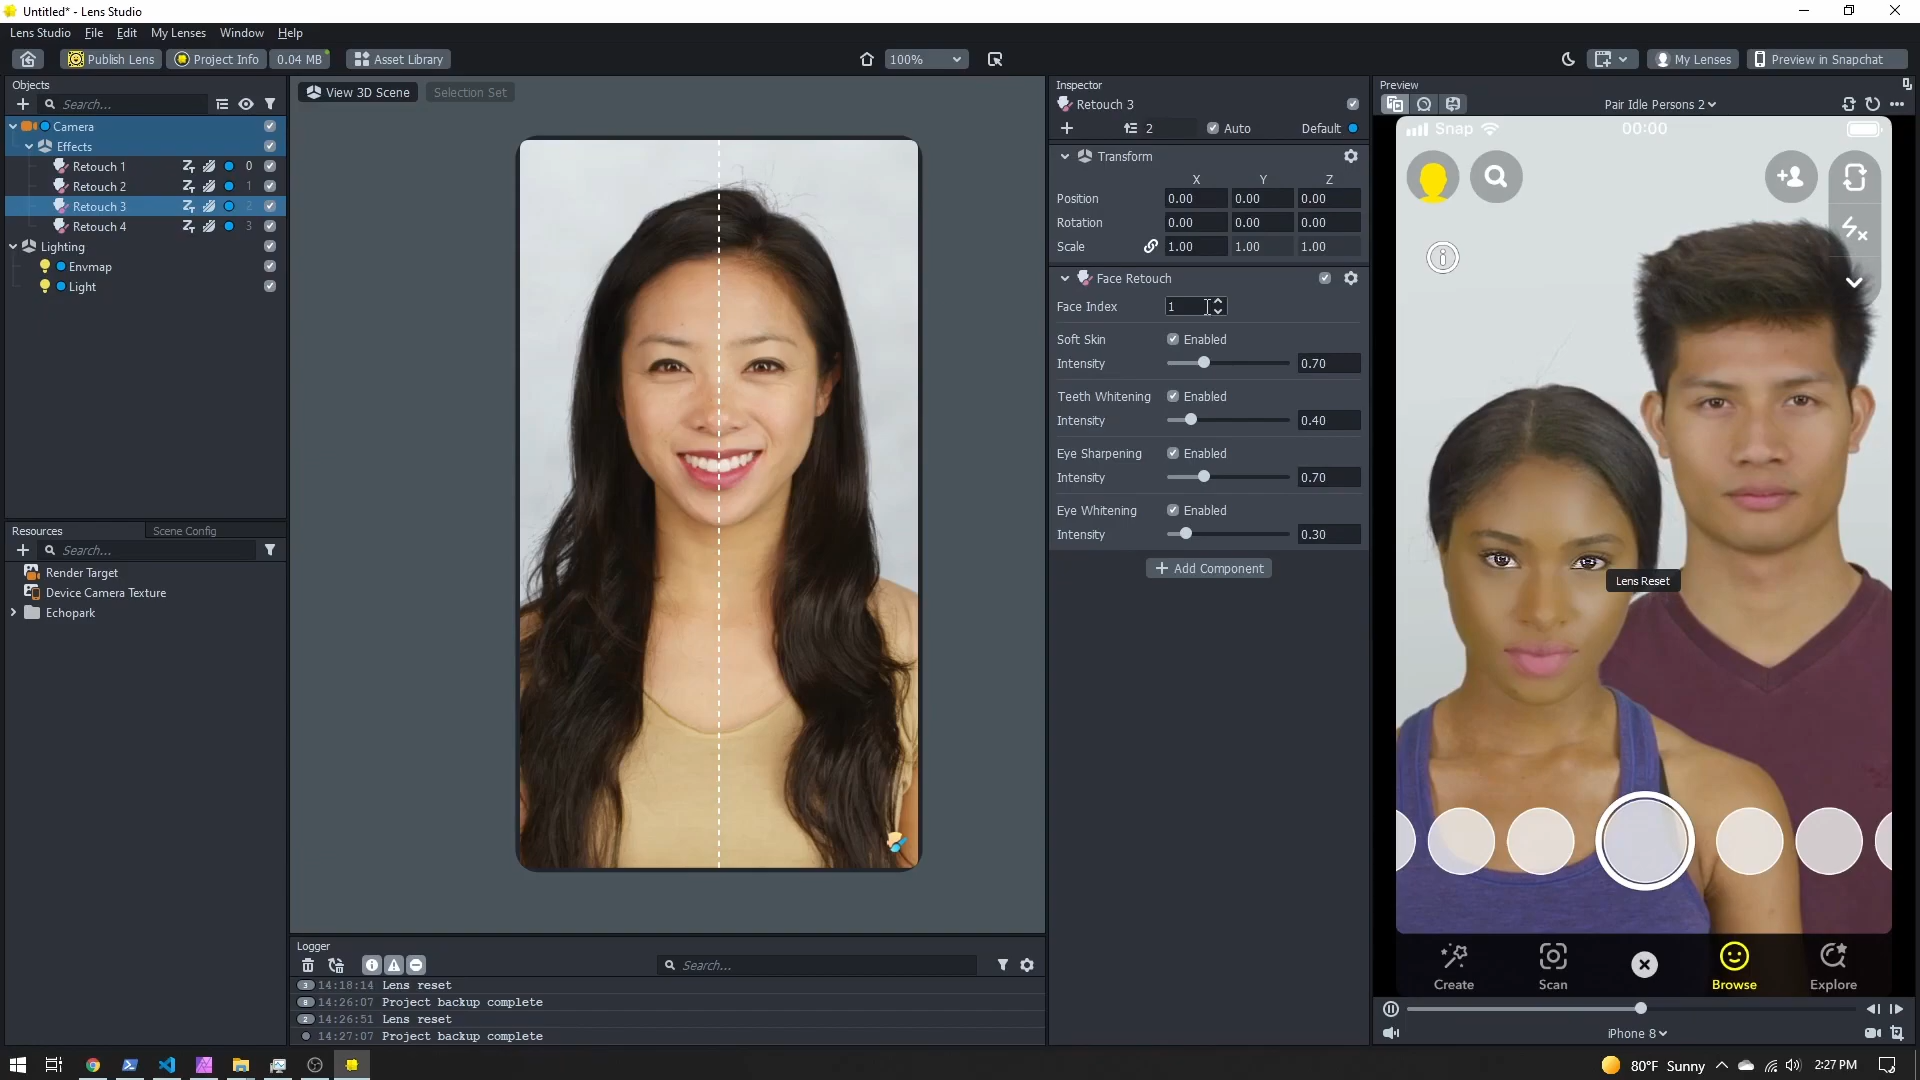 Untitled* - Lens Studio
Lens Studio File Edit My Lenses Window Help
Publish Lens Project Info 0.04 MB Asset Library 100% My Lenses Preview in Snapchat
Objects
Search...
Camera
Effects
Retouch 1 0
Retouch 2 1
Retouch 3 2
Retouch 4 3
Lighting
Envmap
Light
Resources Scene Config
Search...
Render Target
Device Camera Texture
Echopark
View 3D Scene Selection Set
Logger
Search...
3 14:18:14 Lens reset
8 14:26:07 Project backup complete
2 14:26:51 Lens reset
14:27:07 Project backup complete
Inspector
Retouch 3
2 Auto Default
Transform
X Y Z
Position 0.00 0.00 0.00
Rotation 0.00 0.00 0.00
Scale 1.00 1.00 1.00
Face Retouch
Face Index 1
Soft Skin Enabled
Intensity 0.70
Teeth Whitening Enabled
Intensity 0.40
Eye Sharpening Enabled
Intensity 0.70
Eye Whitening Enabled
Intensity 0.30
Add Component
Preview
Pair Idle Persons 2
Snap 00:00
Lens Reset
Create Scan Browse Explore
iPhone 8
80°F Sunny 2:27 PM